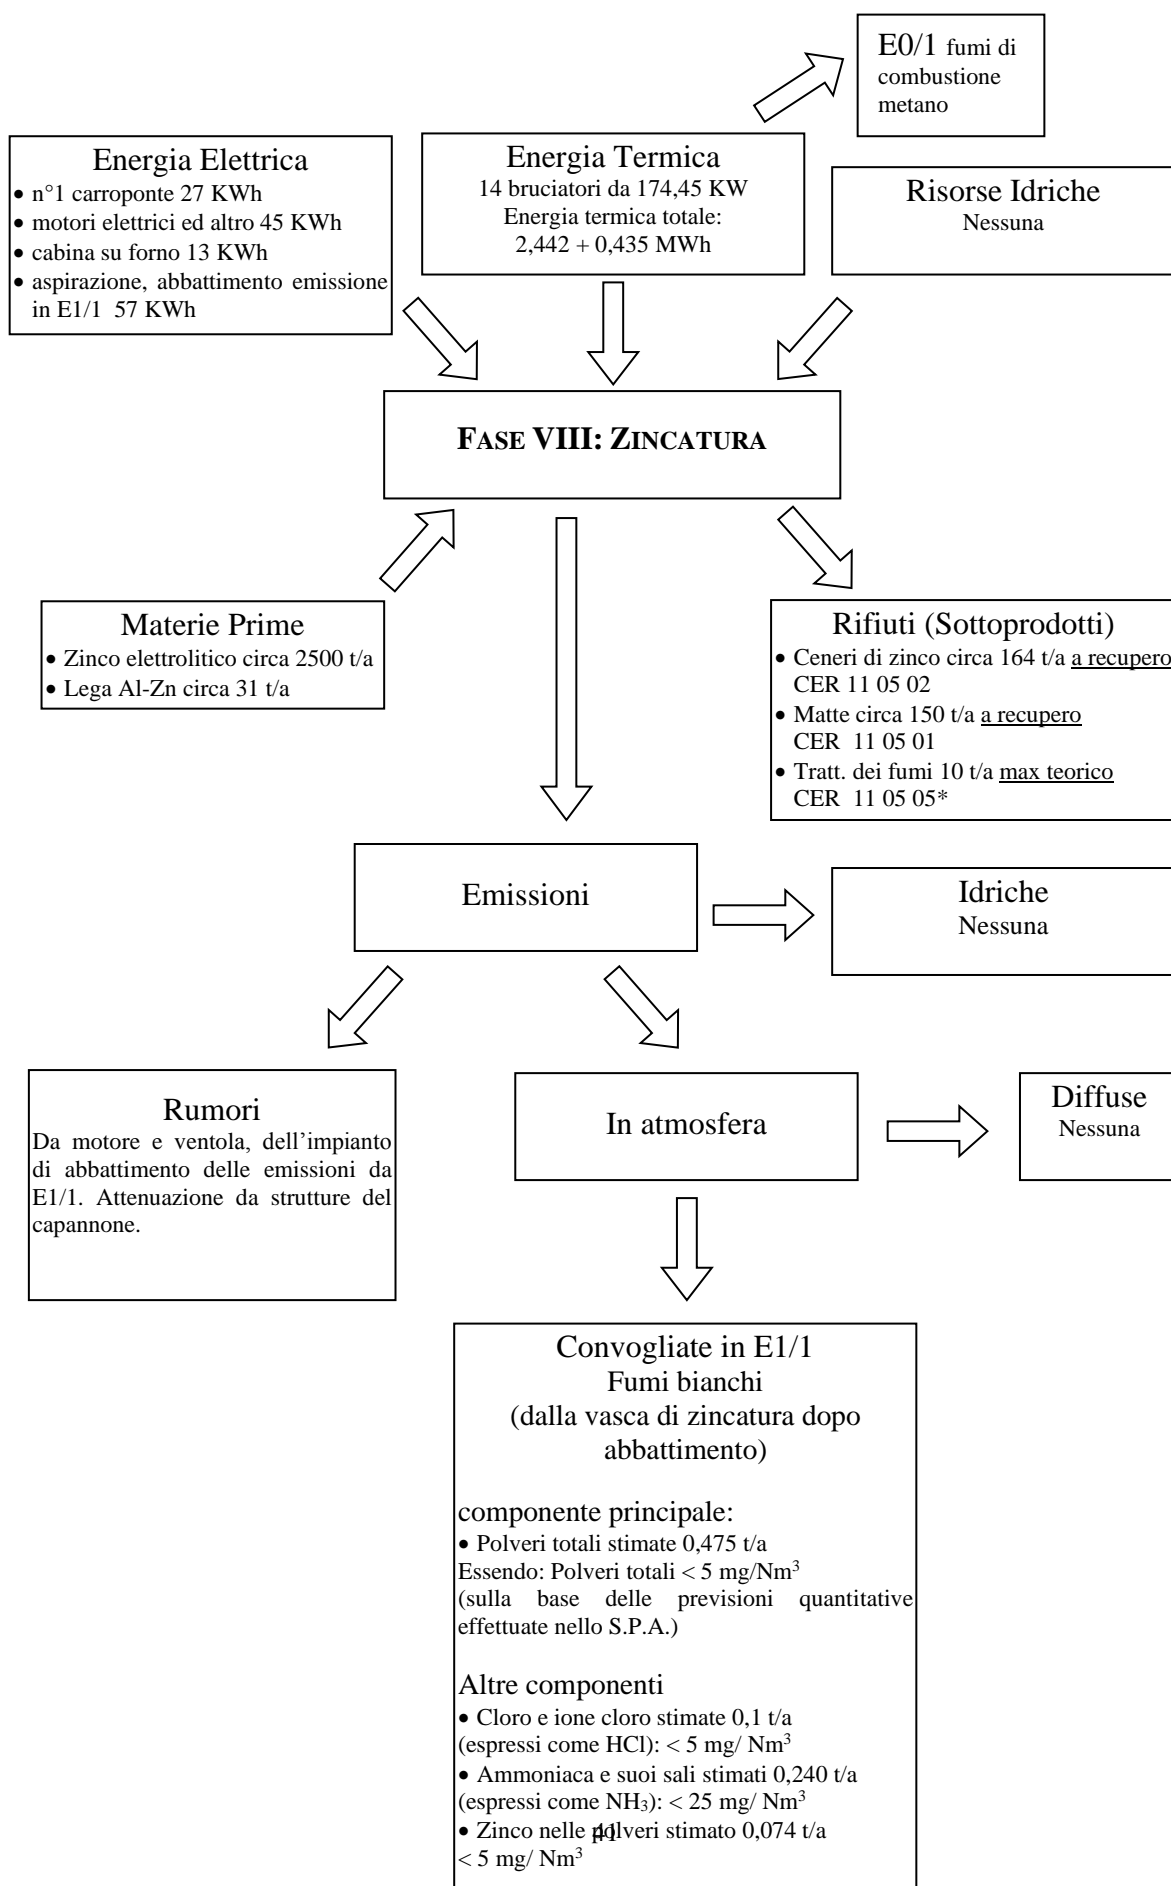 E0/1 fumi di
combustione
metano
Energia Elettrica
• n°1 carroponte 27 KWh
• motori elettrici ed altro 45 KWh
• cabina su forno 13 KWh
• aspirazione, abbattimento emissione
in E1/1 57 KWh
Energia Termica
14 bruciatori da 174,45 KW
Energia termica totale:
2,442 + 0,435 MWh
Risorse Idriche
Nessuna
FASE VIII: ZINCATURA
Materie Prime
• Zinco elettrolitico circa 2500 t/a
• Lega Al-Zn circa 31 t/a
Rifiuti (Sottoprodotti)
• Ceneri di zinco circa 164 t/a a recupero
CER 11 05 02
• Matte circa 150 t/a a recupero
CER 11 05 01
• Tratt. dei fumi 10 t/a max teorico
CER 11 05 05*
Emissioni
Idriche
Nessuna
Rumori
Da motore e ventola, dell’impianto
di abbattimento delle emissioni da
E1/1. Attenuazione da strutture del
capannone.
In atmosfera
Diffuse
Nessuna
Convogliate in E1/1
Fumi bianchi
(dalla vasca di zincatura dopo
abbattimento)
componente principale:
• Polveri totali stimate 0,475 t/a
Essendo: Polveri totali < 5 mg/Nm³
(sulla base delle previsioni quantitative
effettuate nello S.P.A.)
Altre componenti
• Cloro e ione cloro stimate 0,1 t/a
(espressi come HCl): < 5 mg/ Nm³
• Ammoniaca e suoi sali stimati 0,240 t/a
(espressi come NH₃): < 25 mg/ Nm³
• Zinco nelle polveri stimato 0,074 t/a
< 5 mg/ Nm³
41